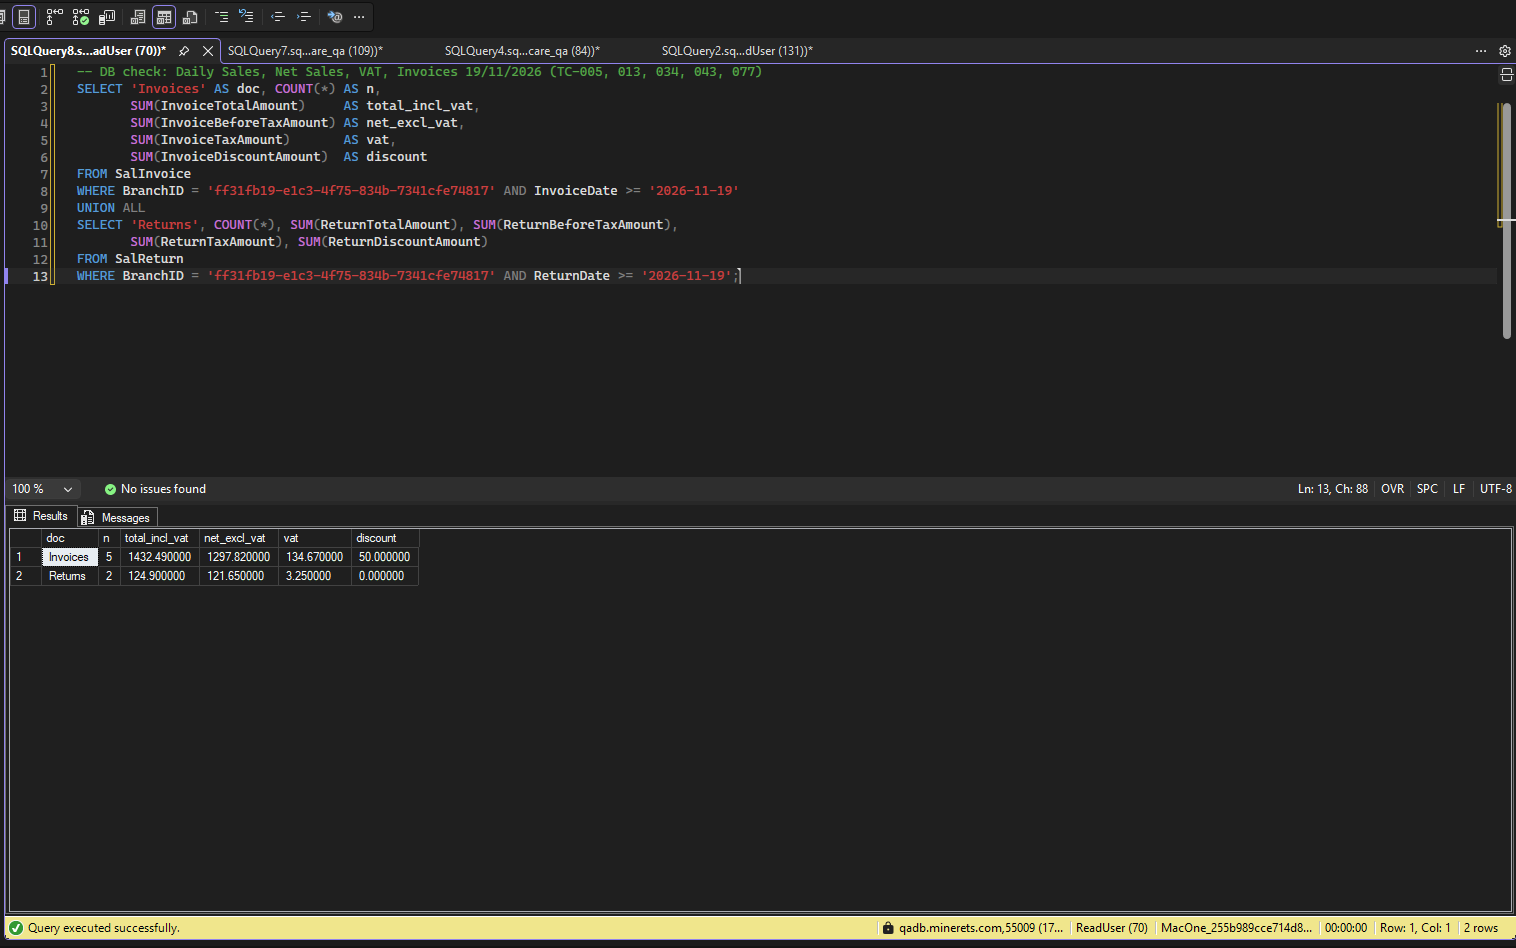 SQLQuery8.s...adUser (70))* SQLQuery7.sq...are_qa (109))* SQLQuery4.sq...care_qa (84))* SQLQuery2.sq...dUser (131))*
1 -- DB check: Daily Sales, Net Sales, VAT, Invoices 19/11/2026 (TC-005, 013, 034, 043, 077)
2 SELECT 'Invoices' AS doc, COUNT(*) AS n,
3 SUM(InvoiceTotalAmount) AS total_incl_vat,
4 SUM(InvoiceBeforeTaxAmount) AS net_excl_vat,
5 SUM(InvoiceTaxAmount) AS vat,
6 SUM(InvoiceDiscountAmount) AS discount
7 FROM SalInvoice
8 WHERE BranchID = 'ff31fb19-e1c3-4f75-834b-7341cfe74817' AND InvoiceDate >= '2026-11-19'
9 UNION ALL
10 SELECT 'Returns', COUNT(*), SUM(ReturnTotalAmount), SUM(ReturnBeforeTaxAmount),
11 SUM(ReturnTaxAmount), SUM(ReturnDiscountAmount)
12 FROM SalReturn
13 WHERE BranchID = 'ff31fb19-e1c3-4f75-834b-7341cfe74817' AND ReturnDate >= '2026-11-19';
100 % No issues found Ln: 13, Ch: 88 OVR SPC LF UTF-8
Results Messages
doc n total_incl_vat net_excl_vat vat discount
1 Invoices 5 1432.490000 1297.820000 134.670000 50.000000
2 Returns 2 124.900000 121.650000 3.250000 0.000000
Query executed successfully. qadb.minerets.com,55009 (17... ReadUser (70) MacOne_255b989cce714d8... 00:00:00 Row: 1, Col: 1 2 rows